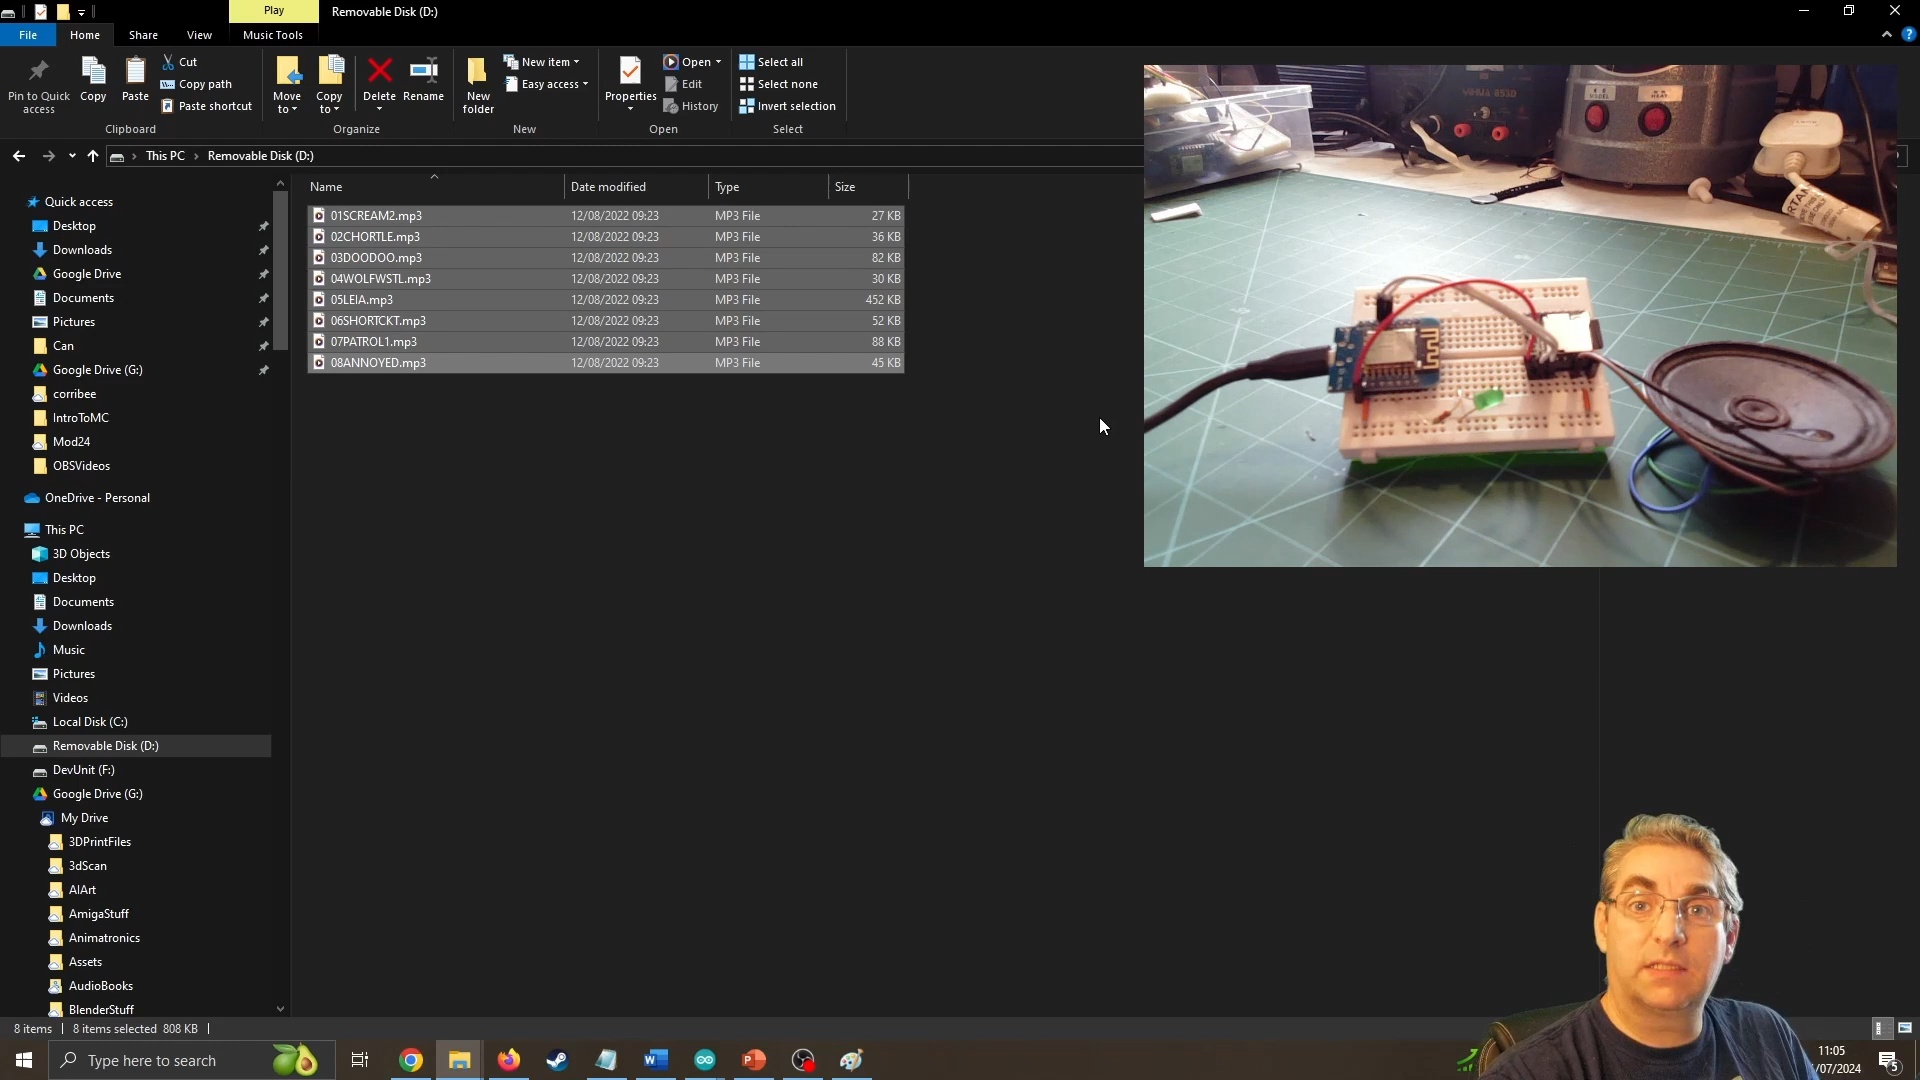 Play
Removable Disk (D:)
File
Home
Share
View
Music Tools
Pin to Quick access
Copy
Paste
Cut
Copy path
Paste shortcut
Move to
Copy to
Delete
Rename
New folder
New item
Easy access
Properties
Open
Edit
History
Select all
Select none
Invert selection
Clipboard
Organize
New
Open
Select
This PC
Removable Disk (D:)
Name
Date modified
Type
Size
01SCREAM2.mp3 12/08/2022 09:23 MP3 File 27 KB
02CHORTLE.mp3 12/08/2022 09:23 MP3 File 36 KB
03DOODOO.mp3 12/08/2022 09:23 MP3 File 82 KB
04WOLFWSTL.mp3 12/08/2022 09:23 MP3 File 30 KB
05LEIA.mp3 12/08/2022 09:23 MP3 File 452 KB
06SHORTCKT.mp3 12/08/2022 09:23 MP3 File 52 KB
07PATROL1.mp3 12/08/2022 09:23 MP3 File 88 KB
08ANNOYED.mp3 12/08/2022 09:23 MP3 File 45 KB
Quick access
Desktop
Downloads
Google Drive
Documents
Pictures
Can
Google Drive (G:)
corribee
IntroToMC
Mod24
OBSVideos
OneDrive - Personal
This PC
3D Objects
Desktop
Documents
Downloads
Music
Pictures
Videos
Local Disk (C:)
Removable Disk (D:)
DevUnit (F:)
Google Drive (G:)
My Drive
3DPrintFiles
3dScan
AIArt
AmigaStuff
Animatronics
Assets
AudioBooks
BlenderStuff
8 items
8 items selected 808 KB
Type here to search
11:05
/07/2024
5